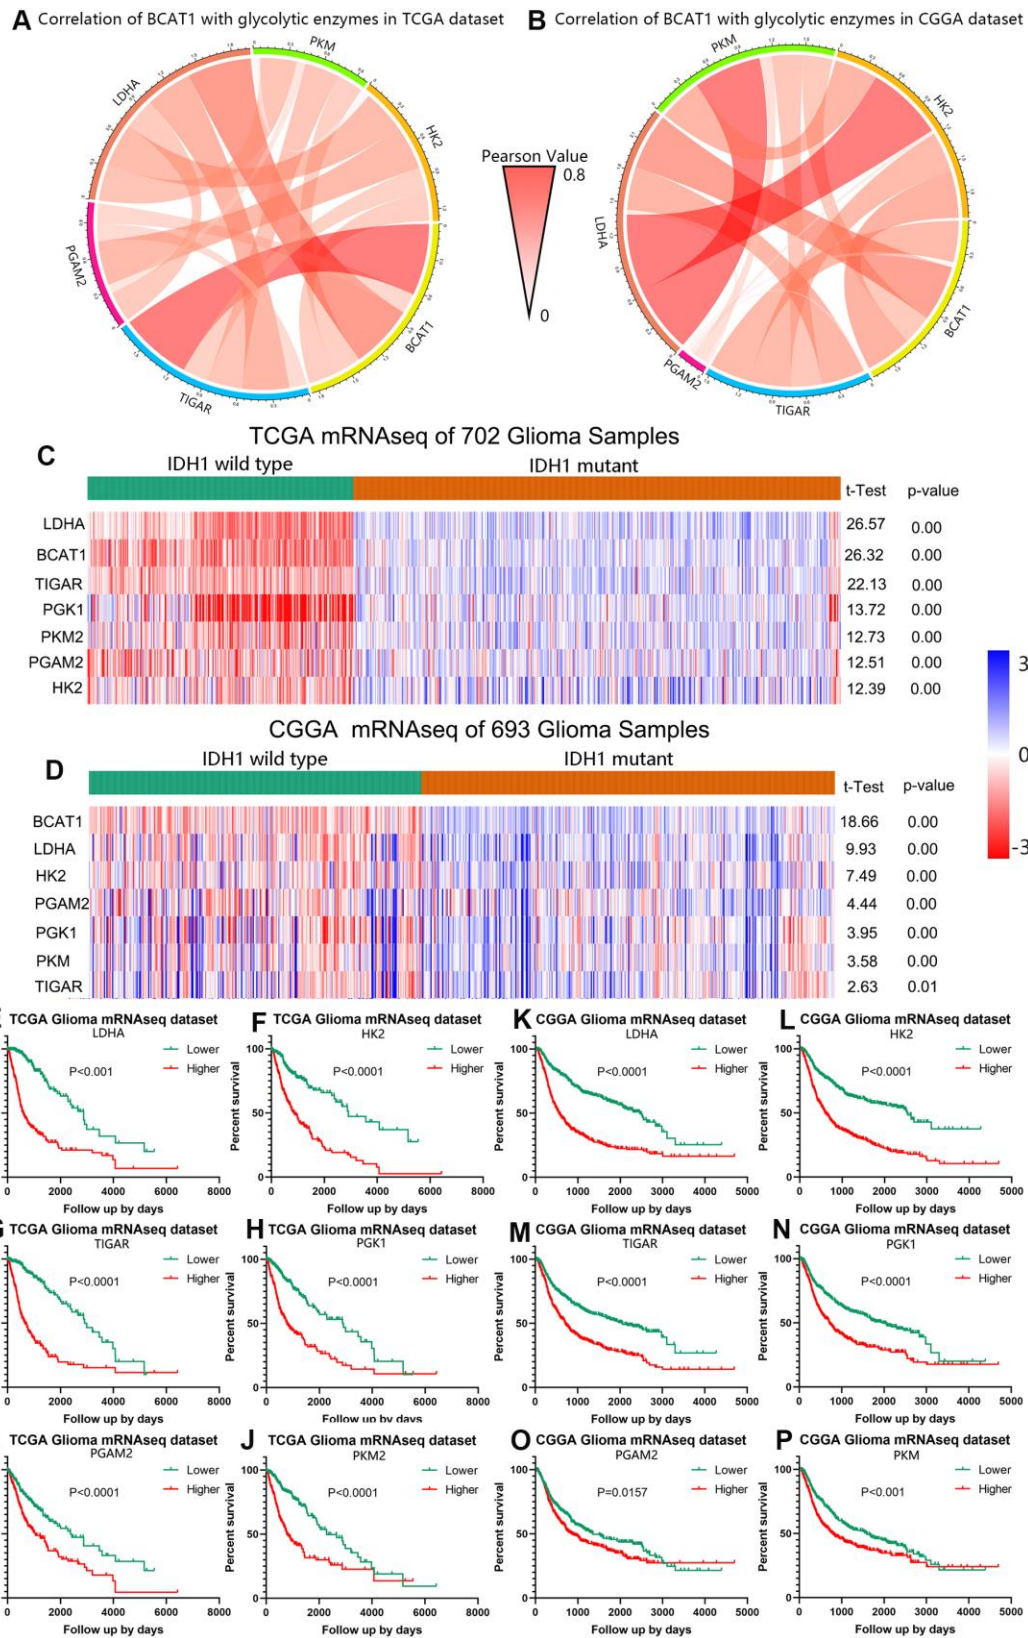 A Correlation of BCAT1 with glycolytic enzymes in TCGA dataset
B Correlation of BCAT1 with glycolytic enzymes in CGGA dataset
PKM
LDHA
HK2
PGAM2
BCAT1
TIGAR
Pearson Value
0.8
0
PKM
HK2
LDHA
BCAT1
PGAM2
TIGAR
TCGA mRNAseq of 702 Glioma Samples
C
IDH1 wild type IDH1 mutant
t-Test p-value
LDHA 26.57 0.00
BCAT1 26.32 0.00
TIGAR 22.13 0.00
PGK1 13.72 0.00
PKM2 12.73 0.00
PGAM2 12.51 0.00
HK2 12.39 0.00
3
0
-3
CGGA mRNAseq of 693 Glioma Samples
D
IDH1 wild type IDH1 mutant
t-Test p-value
BCAT1 18.66 0.00
LDHA 9.93 0.00
HK2 7.49 0.00
PGAM2 4.44 0.00
PGK1 3.95 0.00
PKM 3.58 0.00
TIGAR 2.63 0.01
TCGA Glioma mRNAseq dataset
LDHA
Lower
Higher
P<0.001
0 2000 4000 6000 8000
Follow up by days
F TCGA Glioma mRNAseq dataset
HK2
Lower
Higher
P<0.0001
Percent survival
100
50
0
0 2000 4000 6000 8000
Follow up by days
K CGGA Glioma mRNAseq dataset
LDHA
Lower
Higher
P<0.0001
Percent survival
100
50
0
0 1000 2000 3000 4000 5000
Follow up by days
L CGGA Glioma mRNAseq dataset
HK2
Lower
Higher
P<0.0001
Percent survival
100
50
0
0 1000 2000 3000 4000 5000
Follow up by days
TCGA Glioma mRNAseq dataset
TIGAR
Lower
Higher
P<0.0001
0 2000 4000 6000 8000
Follow up by days
H TCGA Glioma mRNAseq dataset
PGK1
Lower
Higher
P<0.0001
Percent survival
100
50
0
0 2000 4000 6000 8000
Follow up by days
M CGGA Glioma mRNAseq dataset
TIGAR
Lower
Higher
P<0.0001
Percent survival
100
50
0
0 1000 2000 3000 4000 5000
Follow up by days
N CGGA Glioma mRNAseq dataset
PGK1
Lower
Higher
P<0.0001
Percent survival
100
50
0
0 1000 2000 3000 4000 5000
Follow up by days
TCGA Glioma mRNAseq dataset
PGAM2
Lower
Higher
P<0.0001
0 2000 4000 6000 8000
Follow up by days
J TCGA Glioma mRNAseq dataset
PKM2
Lower
Higher
P<0.0001
Percent survival
100
50
0
0 2000 4000 6000 8000
Follow up by days
O CGGA Glioma mRNAseq dataset
PGAM2
Lower
Higher
P=0.0157
Percent survival
100
50
0
0 1000 2000 3000 4000 5000
Follow up by days
P CGGA Glioma mRNAseq dataset
PKM
Lower
Higher
P<0.001
Percent survival
100
50
0
0 1000 2000 3000 4000 5000
Follow up by days